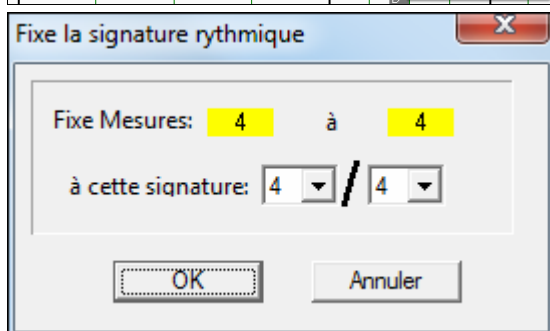 Fixe la signature rythmique
Fixe Mesures: 4 à 4
à cette signature: 4 / 4
OK Annuler